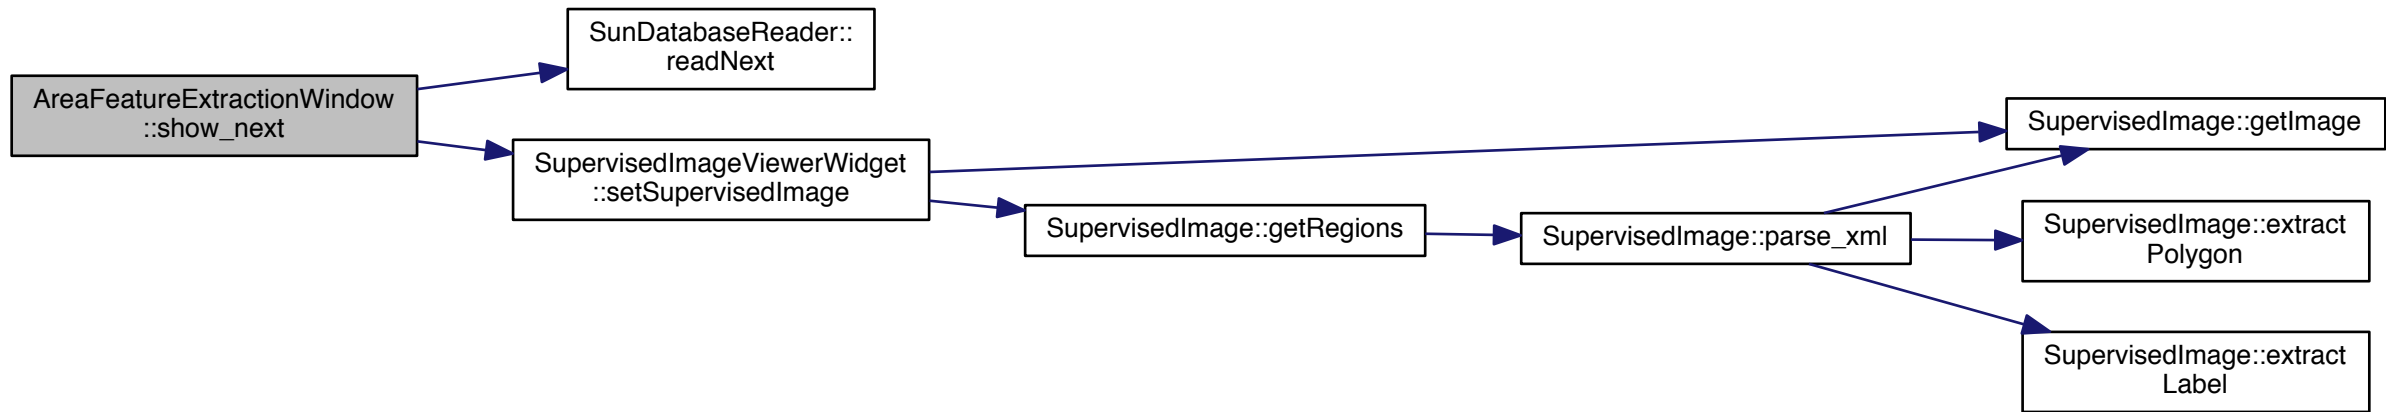 AreaFeatureExtractionWindow
::show_next
SunDatabaseReader::
readNext
SupervisedImageViewerWidget
::setSupervisedImage
SupervisedImage::getRegions
SupervisedImage::parse_xml
SupervisedImage::getImage
SupervisedImage::extract
Polygon
SupervisedImage::extract
Label